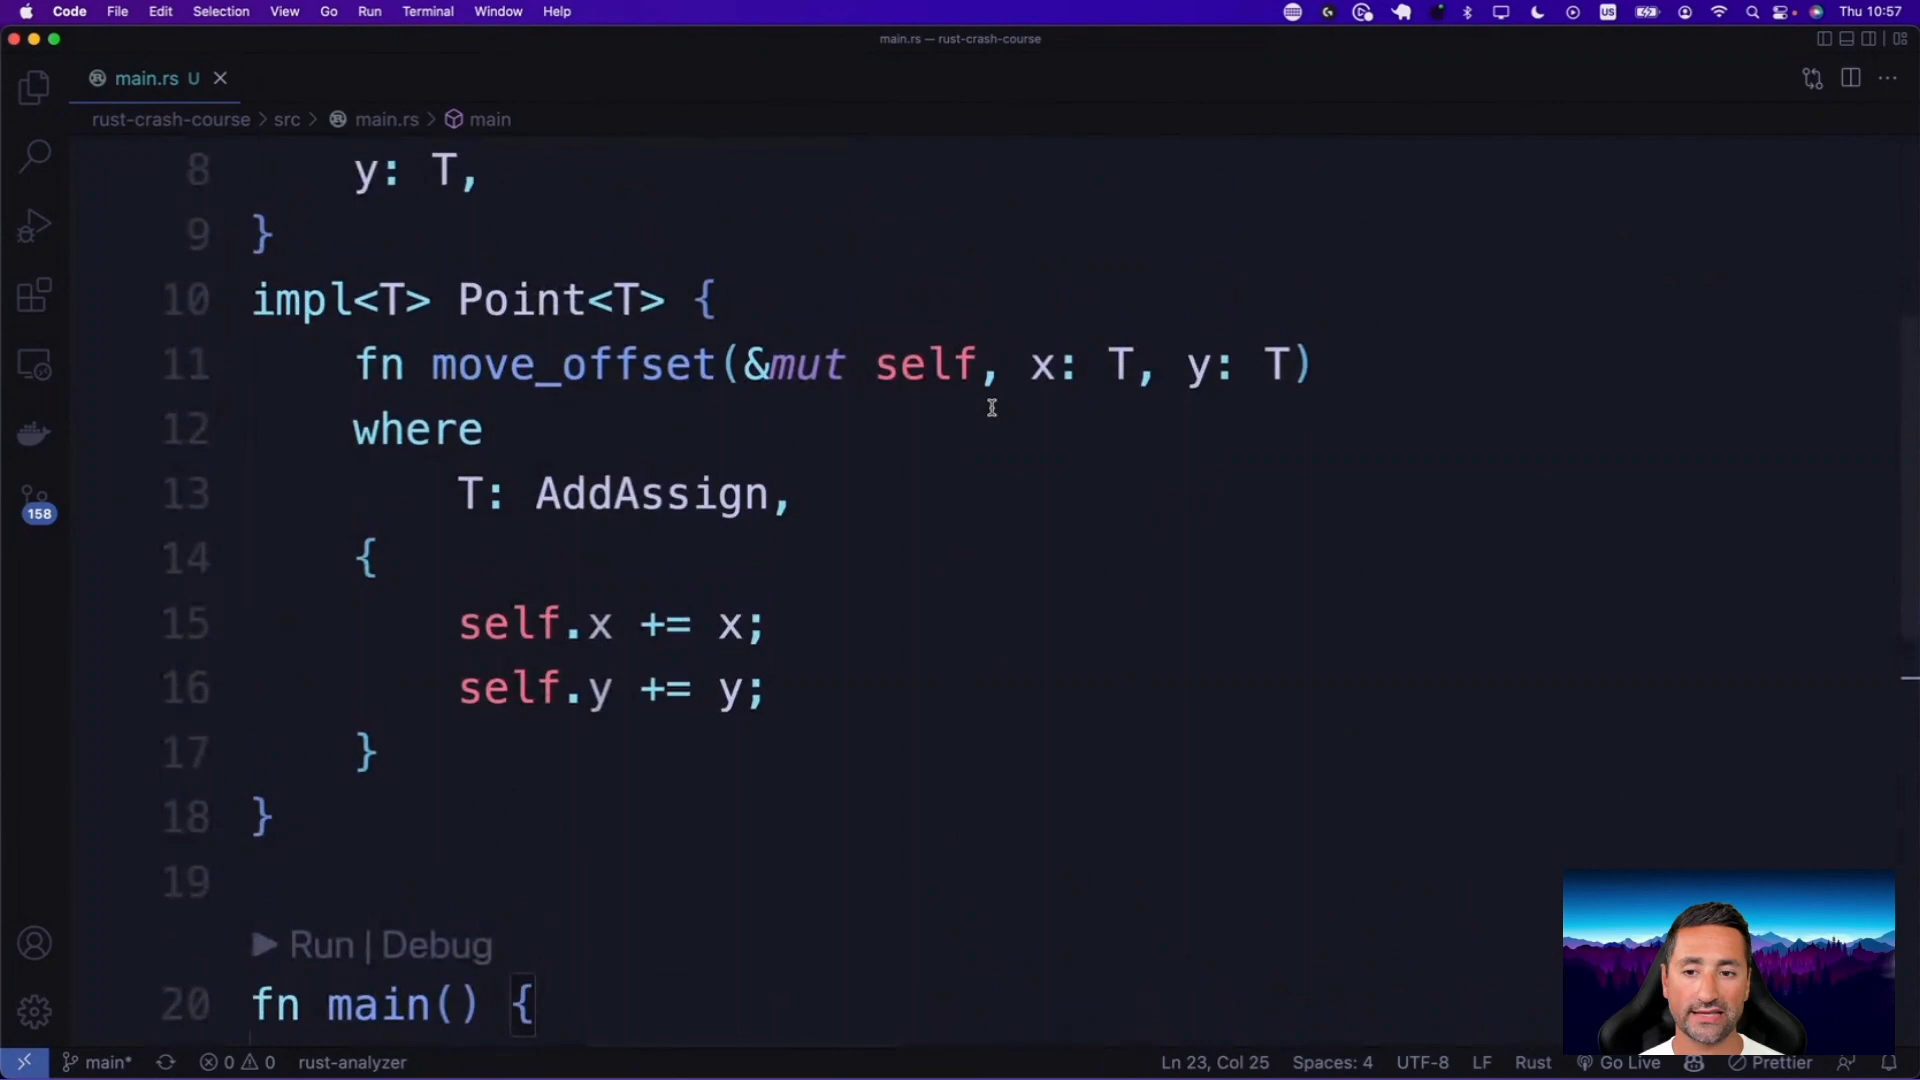 Code File Edit Selection View Go Run Terminal Window Help US Thu 10:57
main.rs — rust-crash-course
main.rs U
rust-crash-course > src > main.rs > main
8 y: T,
9 }
10 impl<T> Point<T> {
11 fn move_offset(&mut self, x: T, y: T)
12 where
13 T: AddAssign,
14 {
15 self.x += x;
16 self.y += y;
17 }
18 }
19
Run | Debug
20 fn main() {
158
main* 0 0 rust-analyzer Ln 23, Col 25 Spaces: 4 UTF-8 LF Rust Go Live Prettier